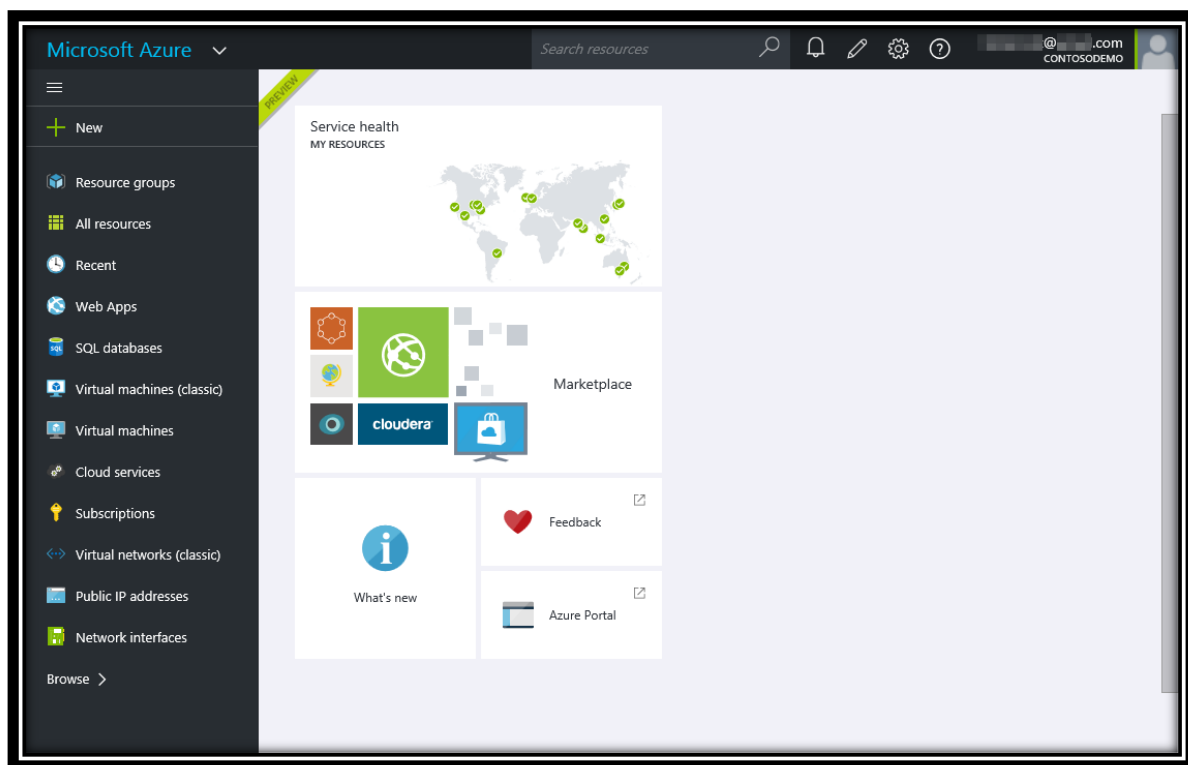 Microsoft Azure
Search resources
@ .com
CONTOSODEMO
PREVIEW
New
Resource groups
All resources
Recent
Web Apps
SQL databases
Virtual machines (classic)
Virtual machines
Cloud services
Subscriptions
Virtual networks (classic)
Public IP addresses
Network interfaces
Browse
Service health
MY RESOURCES
Marketplace
cloudera
What's new
Feedback
Azure Portal